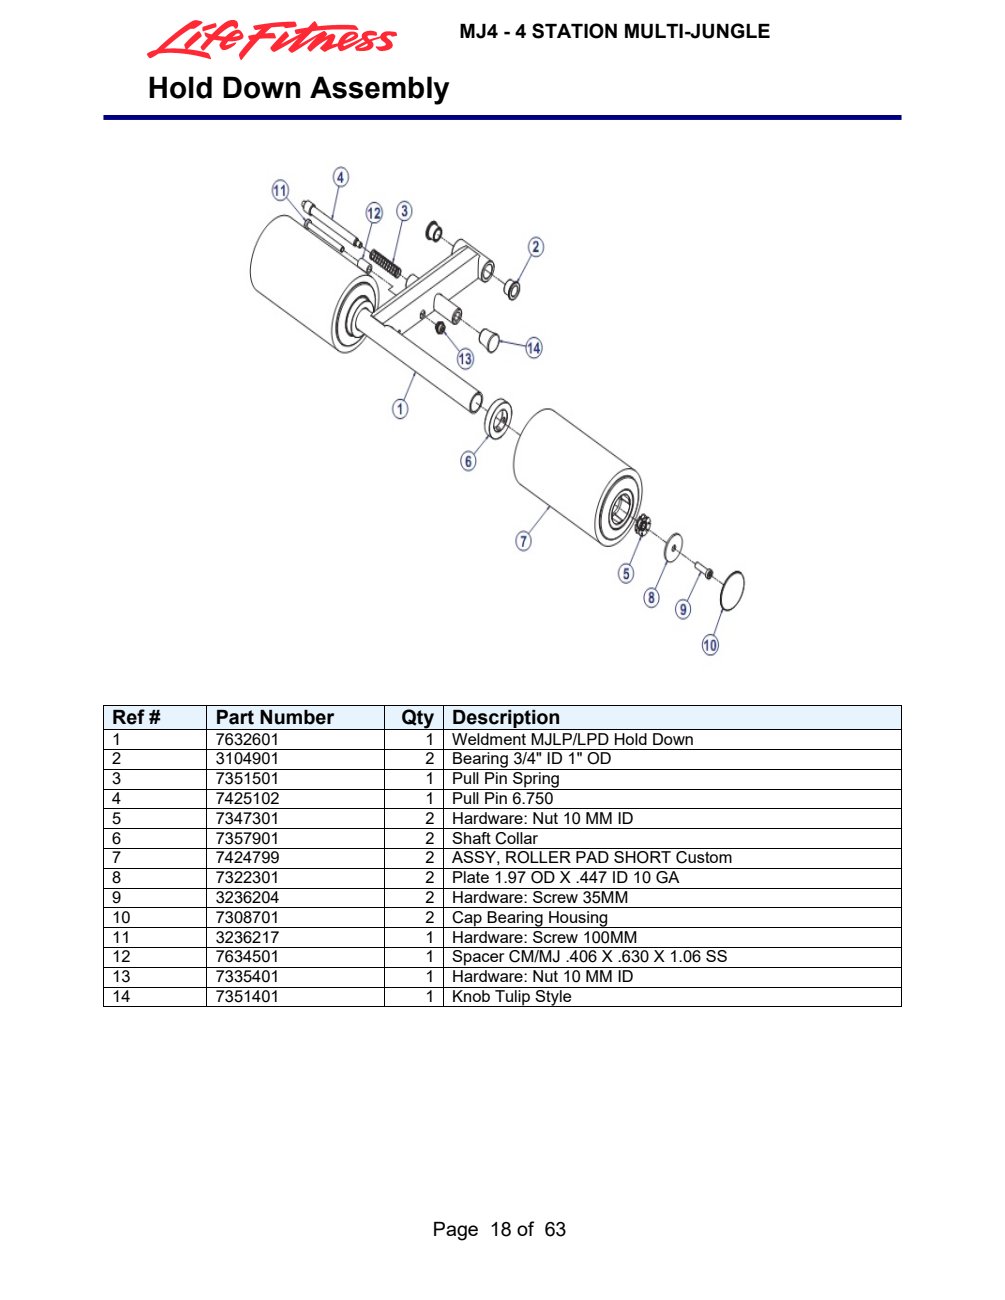 Life Fitness
MJ4 - 4 STATION MULTI-JUNGLE
Hold Down Assembly
4
11
12
3
2
14
13
1
6
7
5
8
9
10
Ref # Part Number Qty Description
1 7632601 1 Weldment MJLP/LPD Hold Down
2 3104901 2 Bearing 3/4" ID 1" OD
3 7351501 1 Pull Pin Spring
4 7425102 1 Pull Pin 6.750
5 7347301 2 Hardware: Nut 10 MM ID
6 7357901 2 Shaft Collar
7 7424799 2 ASSY, ROLLER PAD SHORT Custom
8 7322301 2 Plate 1.97 OD X .447 ID 10 GA
9 3236204 2 Hardware: Screw 35MM
10 7308701 2 Cap Bearing Housing
11 3236217 1 Hardware: Screw 100MM
12 7634501 1 Spacer CM/MJ .406 X .630 X 1.06 SS
13 7335401 1 Hardware: Nut 10 MM ID
14 7351401 1 Knob Tulip Style
Page 18 of 63